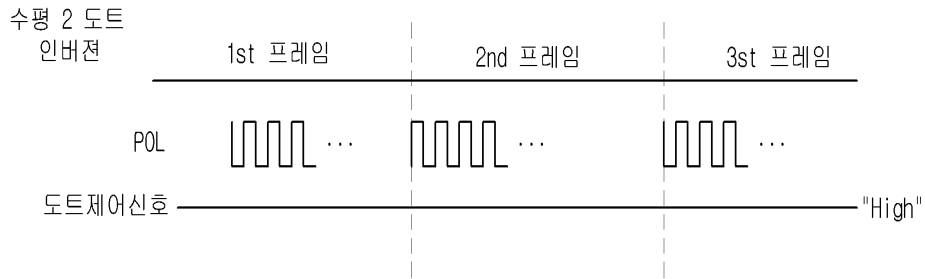 수평 2 도트
인버젼
1st 프레임
2nd 프레임
3st 프레임
POL
...
...
...
도트제어신호
"High"